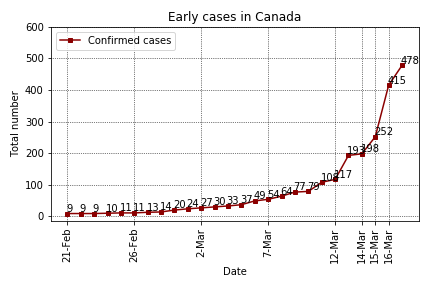 Early cases in Canada
Confirmed cases
Total number
600
500
400
300
200
100
0
9 9 9 10 11 11 13 14 20 24 27 30 33 37 49 54 64 77 79 108 117 193 198 252 415 478
21-Feb
26-Feb
2-Mar
7-Mar
12-Mar
14-Mar
15-Mar
16-Mar
Date